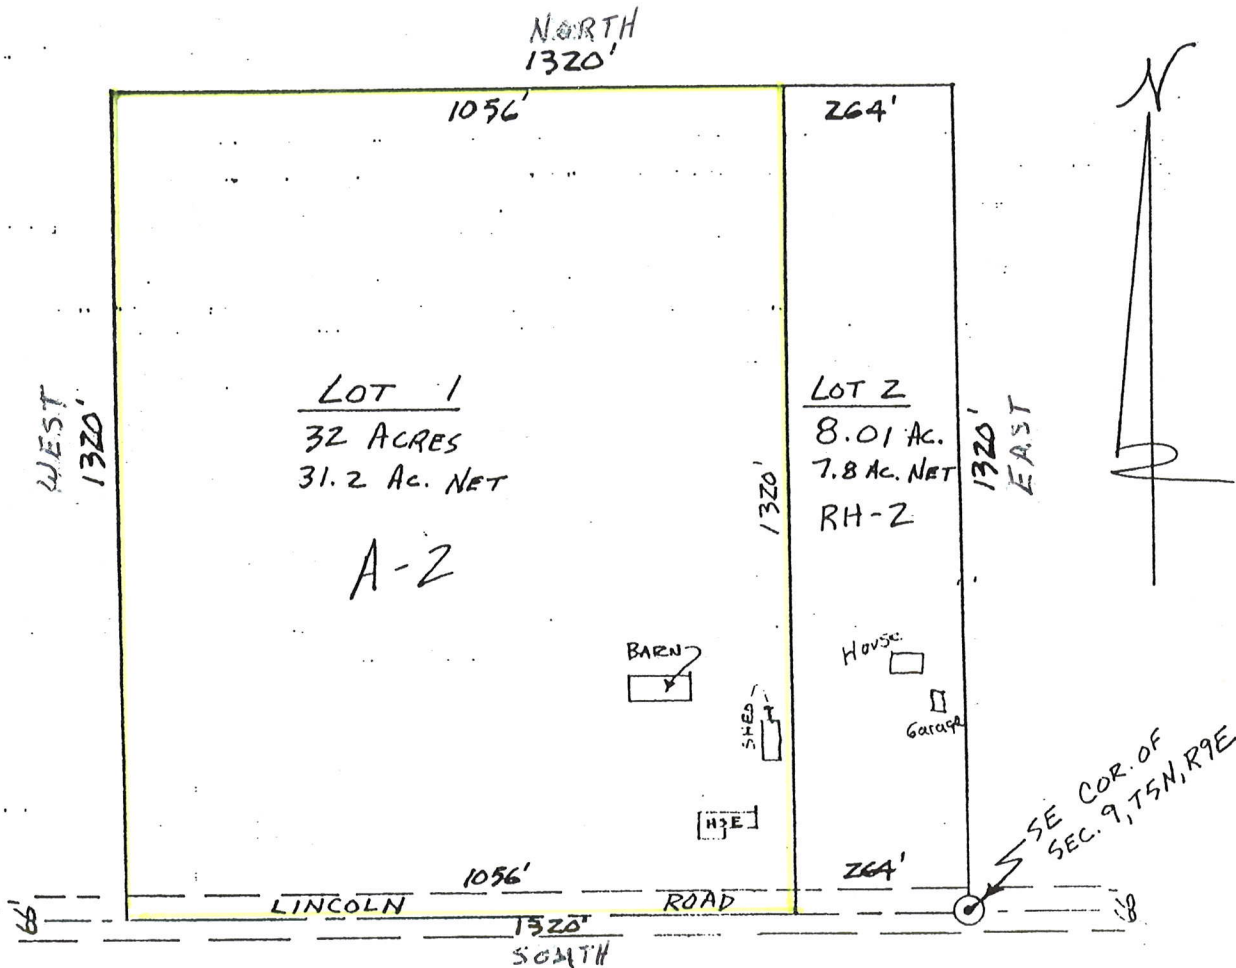 NORTH
1320'
1056'
264'
N
LOT 1
32 ACRES
31.2 Ac. NET
A-2
LOT 2
8.01 Ac.
7.8 Ac. NET
RH-2
WEST
1320'
1320'
1320'
EAST
BARN
SHED
HSE
House
Garage
SE COR. OF
SEC. 9, T5N, R9E
1056'
264'
LINCOLN ROAD
66'
1320'
SOUTH